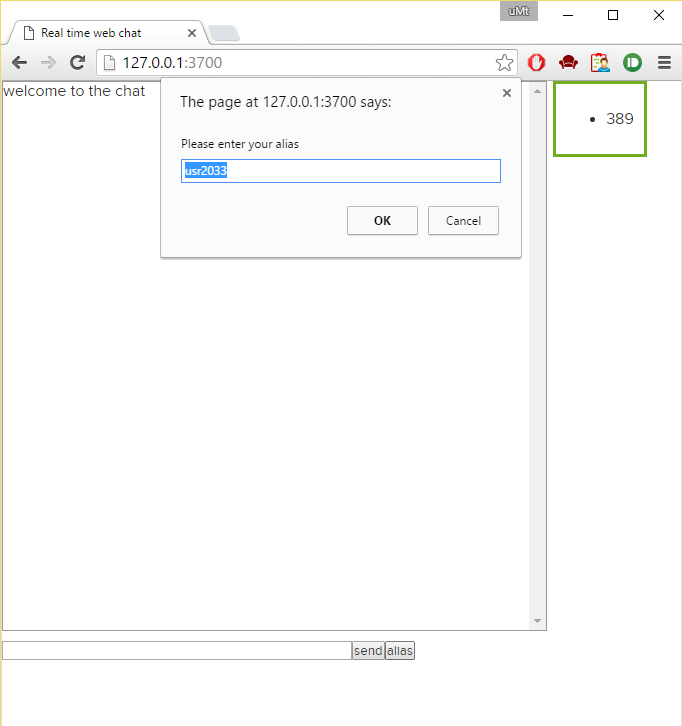 uMt
Real time web chat
127.0.0.1:3700
welcome to the chat
The page at 127.0.0.1:3700 says:
Please enter your alias
usr2033
OK Cancel
• 389
send alias